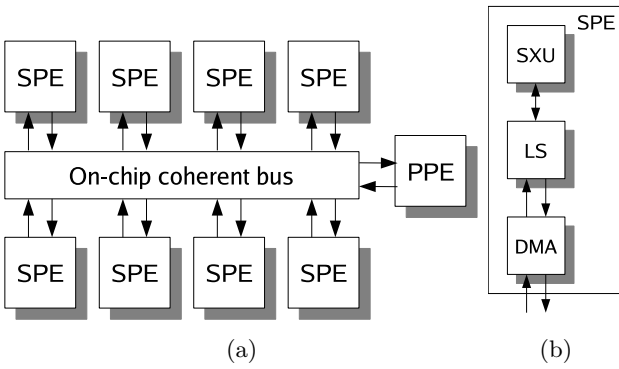 SPE SPE SPE SPE
On-chip coherent bus
PPE
SPE SPE SPE SPE
(a)
SPE
SXU
LS
DMA
(b)